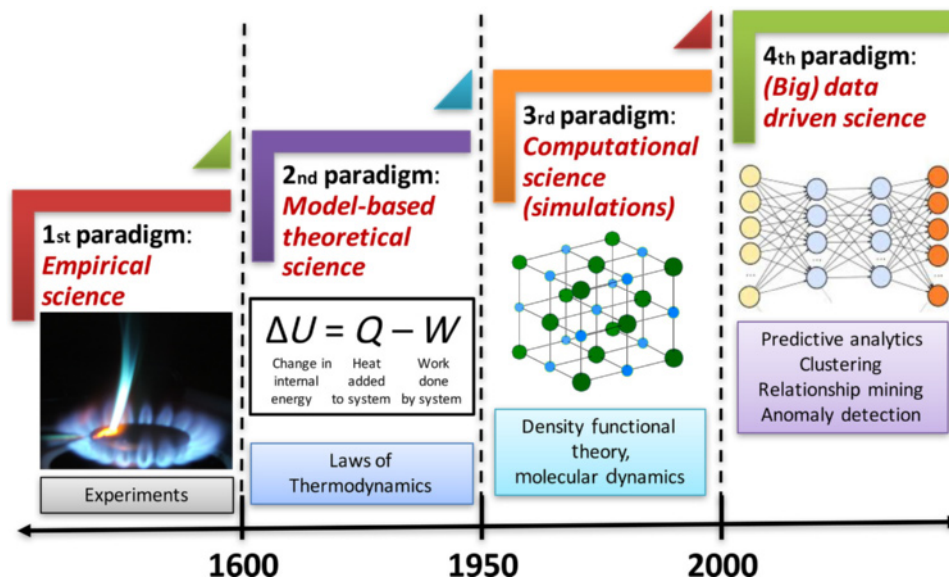 1st paradigm:
Empirical
science
Experiments
2nd paradigm:
Model-based
theoretical
science
ΔU = Q – W
Change in internal energy
Heat added to system
Work done by system
Laws of
Thermodynamics
3rd paradigm:
Computational
science
(simulations)
Density functional
theory,
molecular dynamics
4th paradigm:
(Big) data
driven science
...
...
...
...
Predictive analytics
Clustering
Relationship mining
Anomaly detection
1600
1950
2000